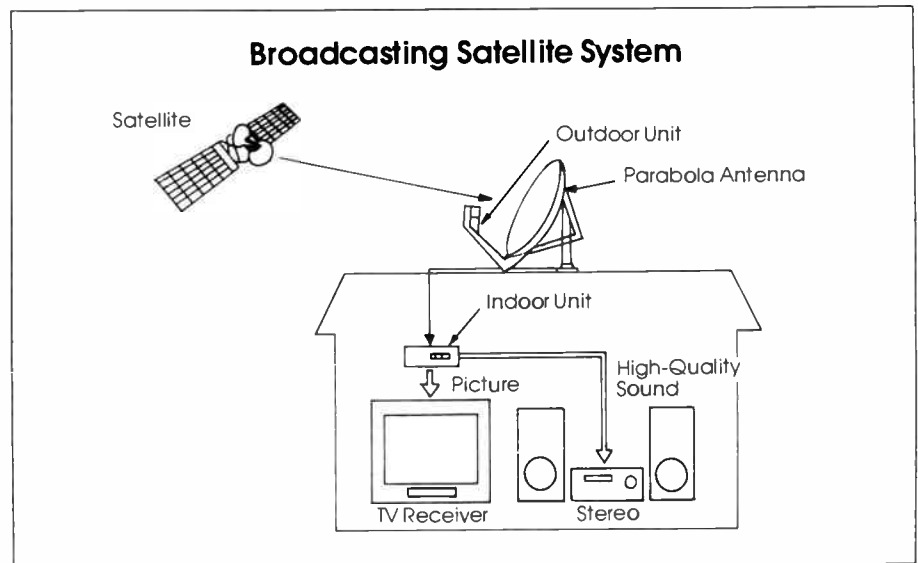 Broadcasting Satellite System
Satellite
Outdoor Unit
Parabola Antenna
Indoor Unit
Picture
High-Quality
Sound
TV Receiver
Stereo